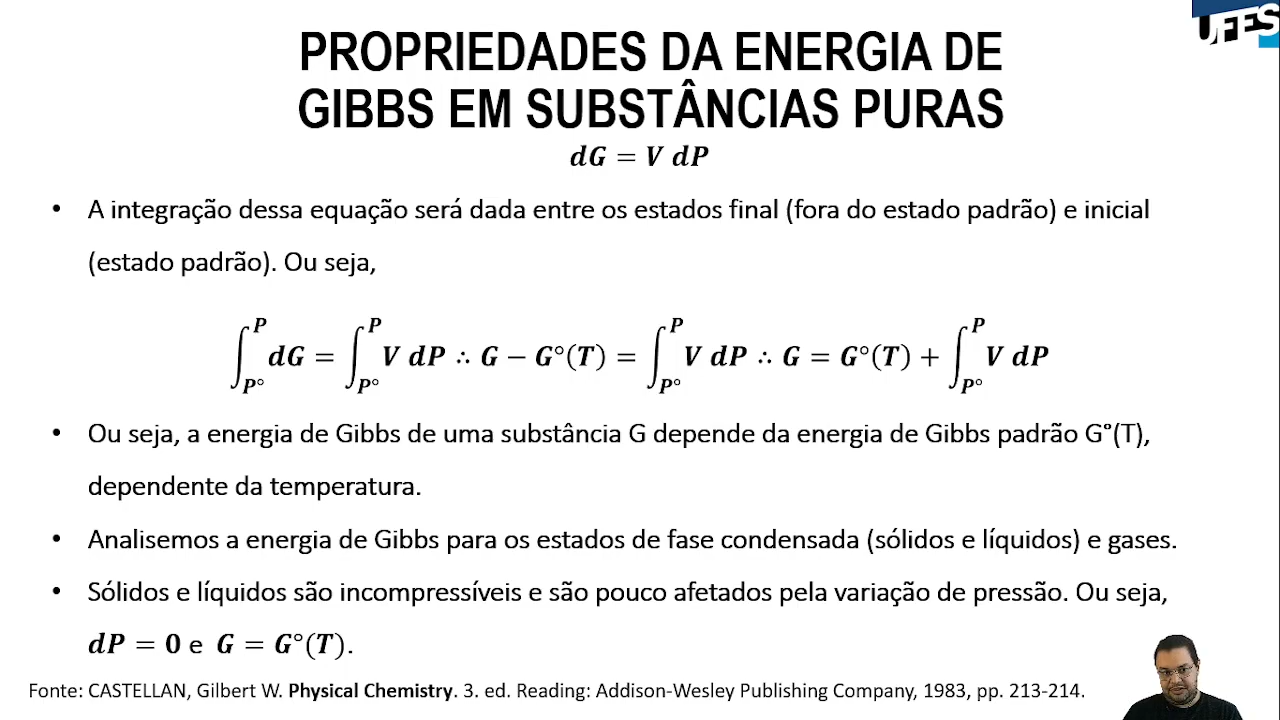 UFES
PROPRIEDADES DA ENERGIA DE
GIBBS EM SUBSTÂNCIAS PURAS
dG = V dP
• A integração dessa equação será dada entre os estados final (fora do estado padrão) e inicial
(estado padrão). Ou seja,
∫_{P°}^{P} dG = ∫_{P°}^{P} V dP ∴ G − G°(T) = ∫_{P°}^{P} V dP ∴ G = G°(T) + ∫_{P°}^{P} V dP
• Ou seja, a energia de Gibbs de uma substância G depende da energia de Gibbs padrão G°(T),
dependente da temperatura.
• Analisemos a energia de Gibbs para os estados de fase condensada (sólidos e líquidos) e gases.
• Sólidos e líquidos são incompressíveis e são pouco afetados pela variação de pressão. Ou seja,
dP = 0 e G = G°(T).
Fonte: CASTELLAN, Gilbert W. Physical Chemistry. 3. ed. Reading: Addison-Wesley Publishing Company, 1983, pp. 213-214.